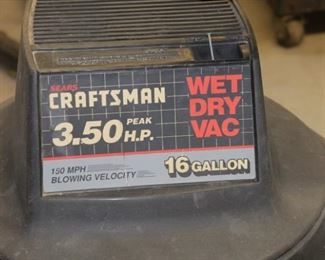 SEARS
CRAFTSMAN
3.50 PEAK H.P.
WET
DRY
VAC
150 MPH
BLOWING VELOCITY
16 GALLON